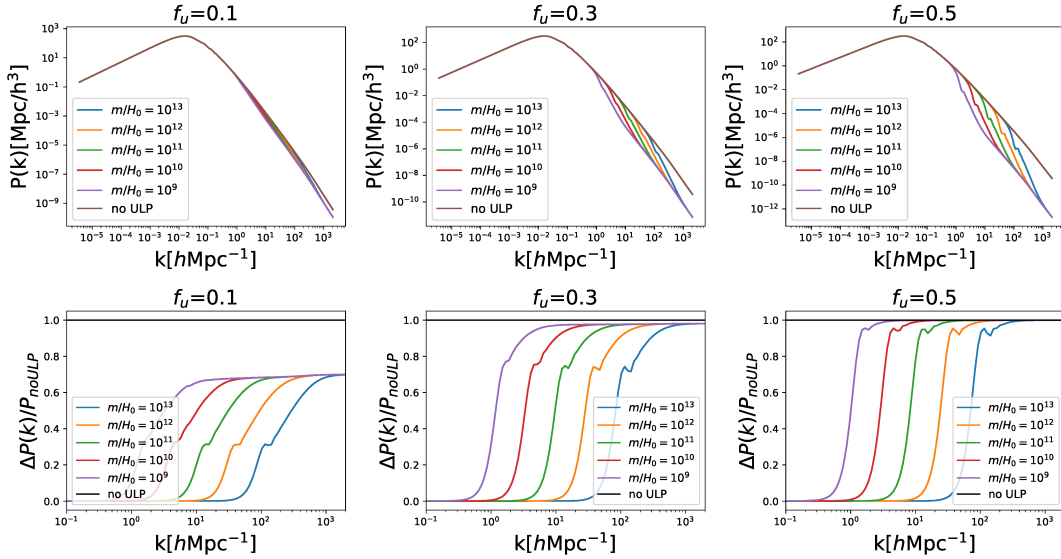 f_u=0.1
P(k)[Mpc/h³]
10²
10⁰
10⁻¹
10⁻³
10⁻⁵
10⁻⁷
10⁻⁹
m/H₀ = 10¹³
m/H₀ = 10¹²
m/H₀ = 10¹¹
m/H₀ = 10¹⁰
m/H₀ = 10⁹
no ULP
10⁻⁵ 10⁻⁴ 10⁻³ 10⁻² 10⁻¹ 10⁰ 10¹ 10² 10³
k[hMpc⁻¹]
f_u=0.3
P(k)[Mpc/h³]
10²
10⁰
10⁻²
10⁻⁴
10⁻⁶
10⁻⁸
10⁻¹⁰
m/H₀ = 10¹³
m/H₀ = 10¹²
m/H₀ = 10¹¹
m/H₀ = 10¹⁰
m/H₀ = 10⁹
no ULP
10⁻⁵ 10⁻⁴ 10⁻³ 10⁻² 10⁻¹ 10⁰ 10¹ 10² 10³
k[hMpc⁻¹]
f_u=0.5
P(k)[Mpc/h³]
10²
10⁰
10⁻²
10⁻⁴
10⁻⁶
10⁻⁸
10⁻¹⁰
10⁻¹²
m/H₀ = 10¹³
m/H₀ = 10¹²
m/H₀ = 10¹¹
m/H₀ = 10¹⁰
m/H₀ = 10⁹
no ULP
10⁻⁵ 10⁻⁴ 10⁻³ 10⁻² 10⁻¹ 10⁰ 10¹ 10² 10³
k[hMpc⁻¹]
f_u=0.1
ΔP(k)/P_noULP
1.0
0.8
0.6
0.4
0.2
0.0
m/H₀ = 10¹³
m/H₀ = 10¹²
m/H₀ = 10¹¹
m/H₀ = 10¹⁰
m/H₀ = 10⁹
no ULP
10⁻¹ 10⁰ 10¹ 10² 10³
k[hMpc⁻¹]
f_u=0.3
ΔP(k)/P_noULP
1.0
0.8
0.6
0.4
0.2
0.0
m/H₀ = 10¹³
m/H₀ = 10¹²
m/H₀ = 10¹¹
m/H₀ = 10¹⁰
m/H₀ = 10⁹
no ULP
10⁻¹ 10⁰ 10¹ 10² 10³
k[hMpc⁻¹]
f_u=0.5
ΔP(k)/P_noULP
1.0
0.8
0.6
0.4
0.2
0.0
m/H₀ = 10¹³
m/H₀ = 10¹²
m/H₀ = 10¹¹
m/H₀ = 10¹⁰
m/H₀ = 10⁹
no ULP
10⁻¹ 10⁰ 10¹ 10² 10³
k[hMpc⁻¹]